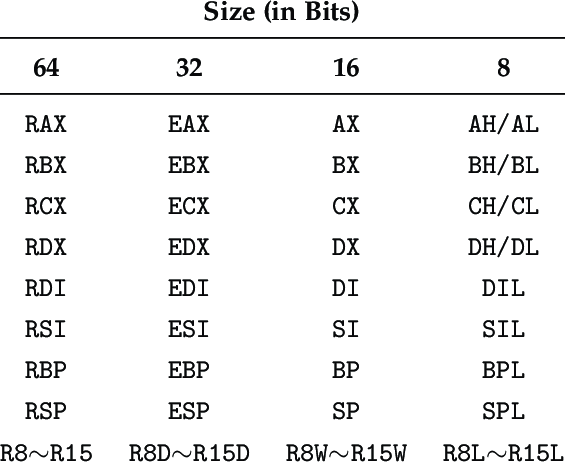 Size (in Bits)
64 32 16 8
RAX EAX AX AH/AL
RBX EBX BX BH/BL
RCX ECX CX CH/CL
RDX EDX DX DH/DL
RDI EDI DI DIL
RSI ESI SI SIL
RBP EBP BP BPL
RSP ESP SP SPL
R8∼R15 R8D∼R15D R8W∼R15W R8L∼R15L